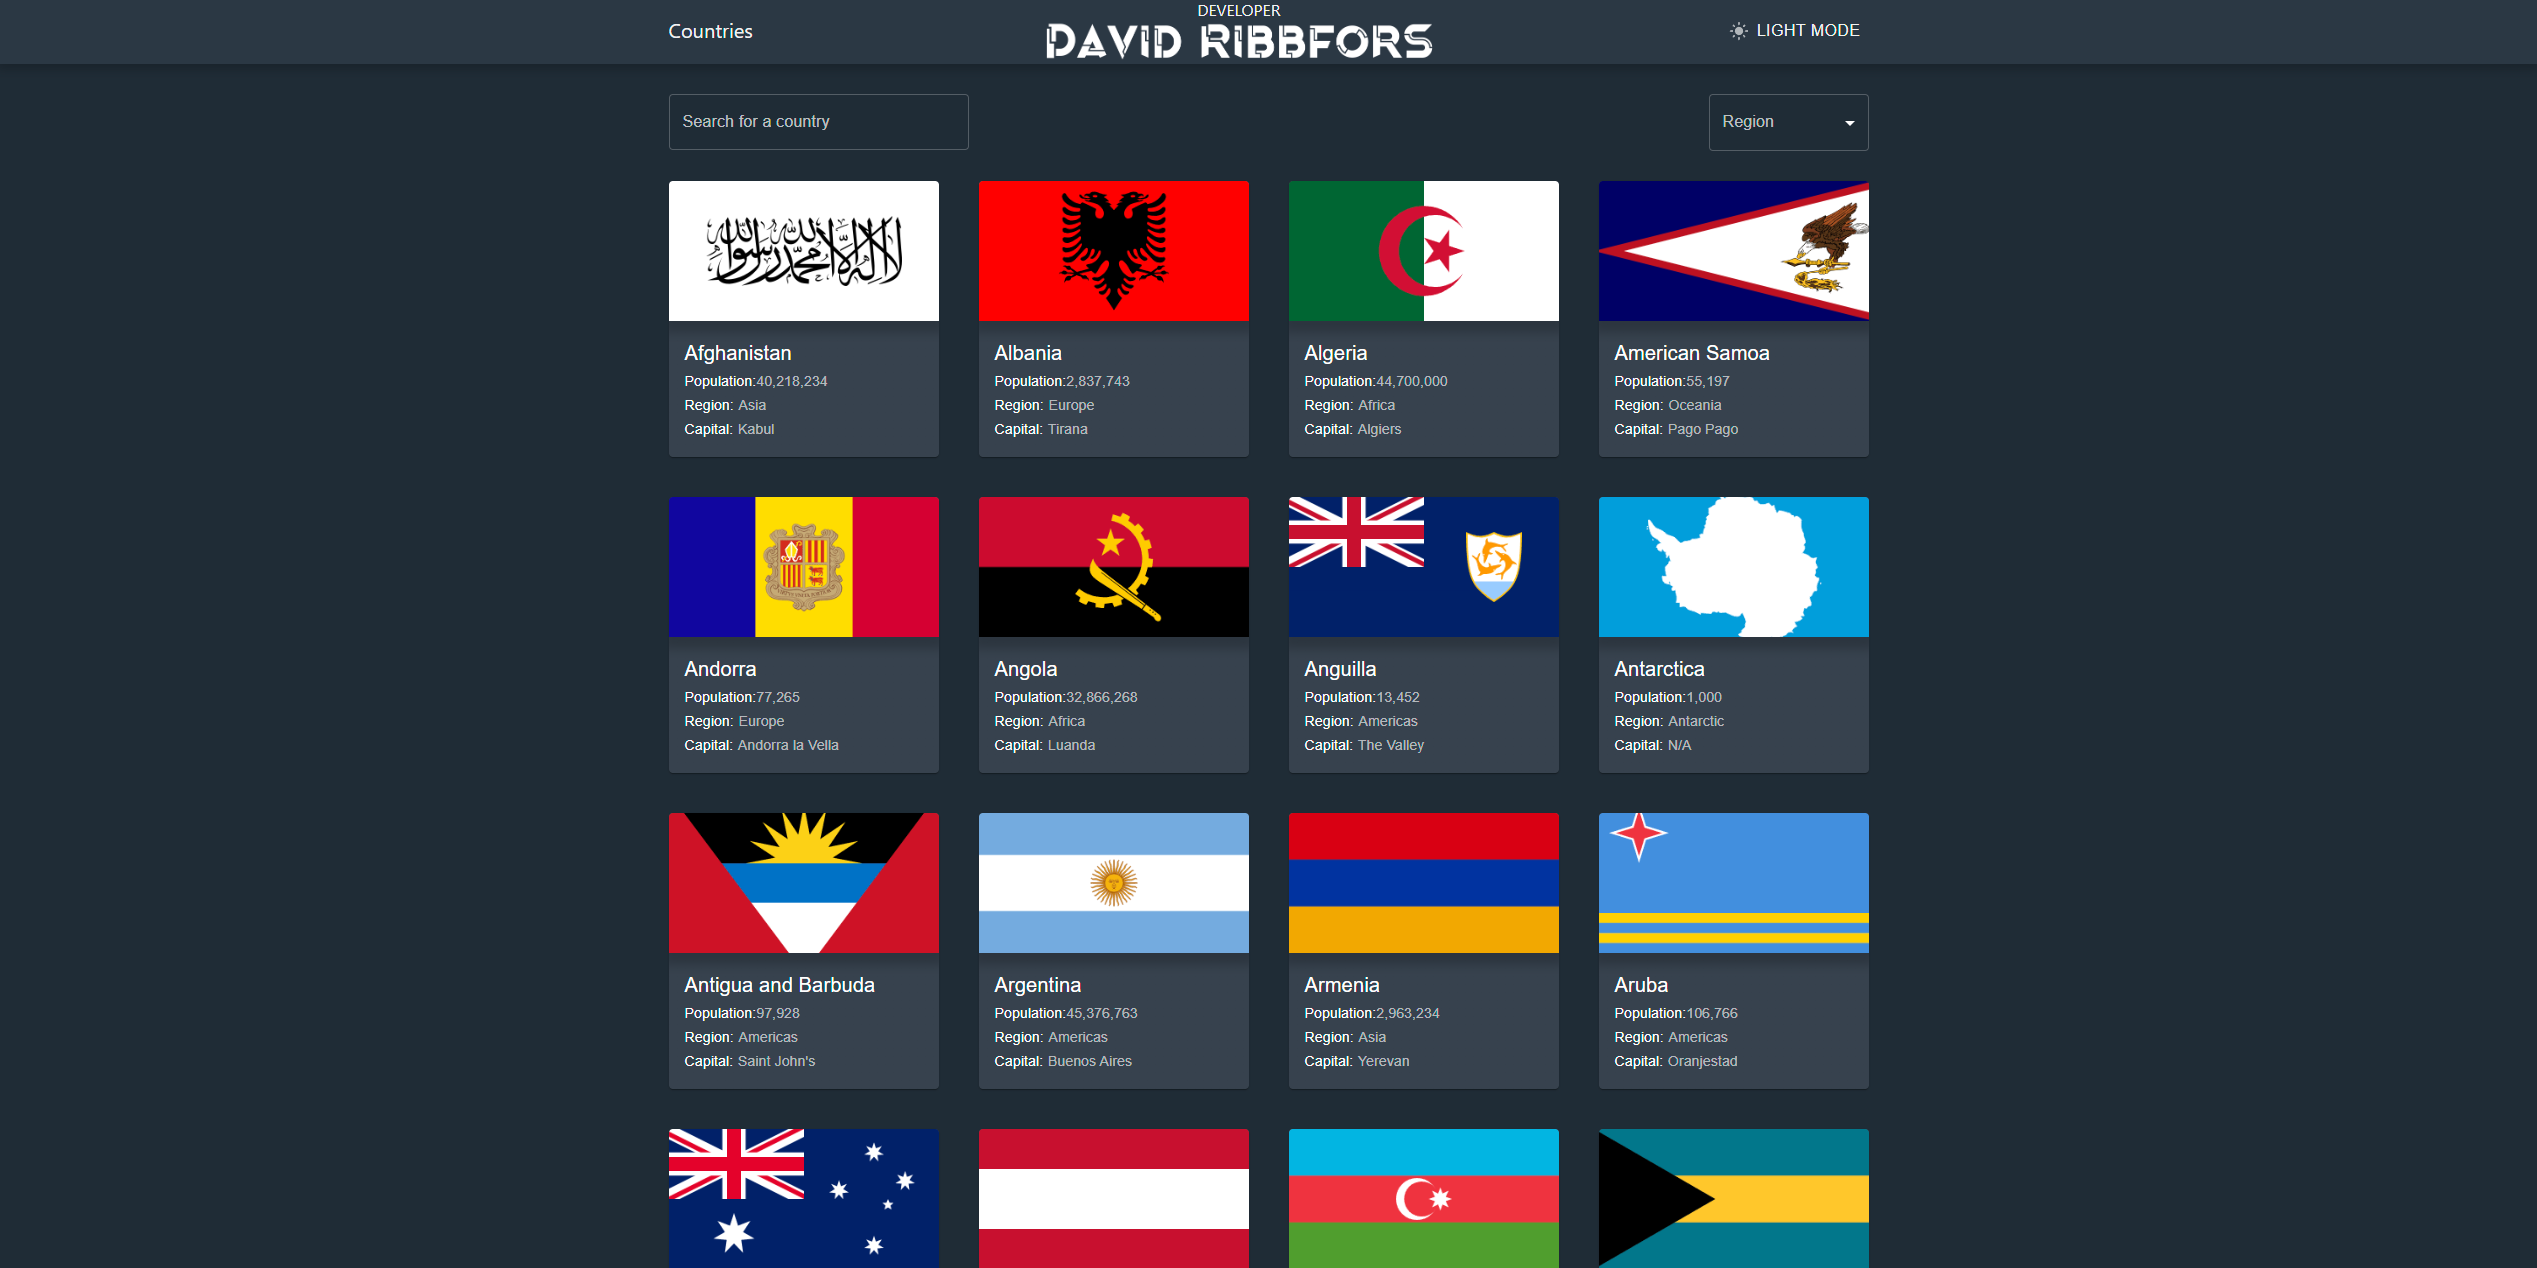 Countries
DEVELOPER
DAVID RIBBFORS
LIGHT MODE
Search for a country
Region
لا إله إلا الله محمد رسول الله
Afghanistan
Population:40,218,234
Region: Asia
Capital: Kabul
Albania
Population:2,837,743
Region: Europe
Capital: Tirana
Algeria
Population:44,700,000
Region: Africa
Capital: Algiers
American Samoa
Population:55,197
Region: Oceania
Capital: Pago Pago
Andorra
Population:77,265
Region: Europe
Capital: Andorra la Vella
Angola
Population:32,866,268
Region: Africa
Capital: Luanda
Anguilla
Population:13,452
Region: Americas
Capital: The Valley
Antarctica
Population:1,000
Region: Antarctic
Capital: N/A
Antigua and Barbuda
Population:97,928
Region: Americas
Capital: Saint John's
Argentina
Population:45,376,763
Region: Americas
Capital: Buenos Aires
Armenia
Population:2,963,234
Region: Asia
Capital: Yerevan
Aruba
Population:106,766
Region: Americas
Capital: Oranjestad